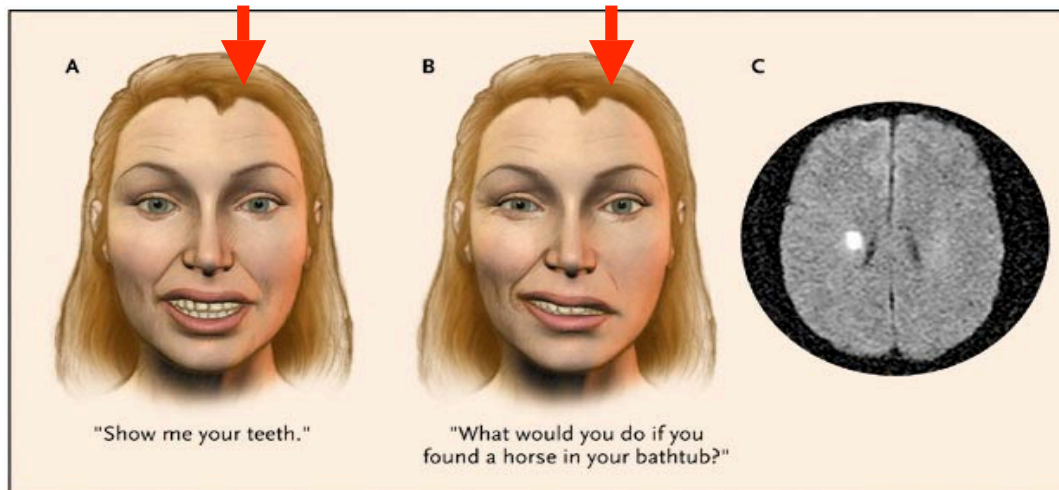 A
B
C
"Show me your teeth."
"What would you do if you
found a horse in your bathtub?"